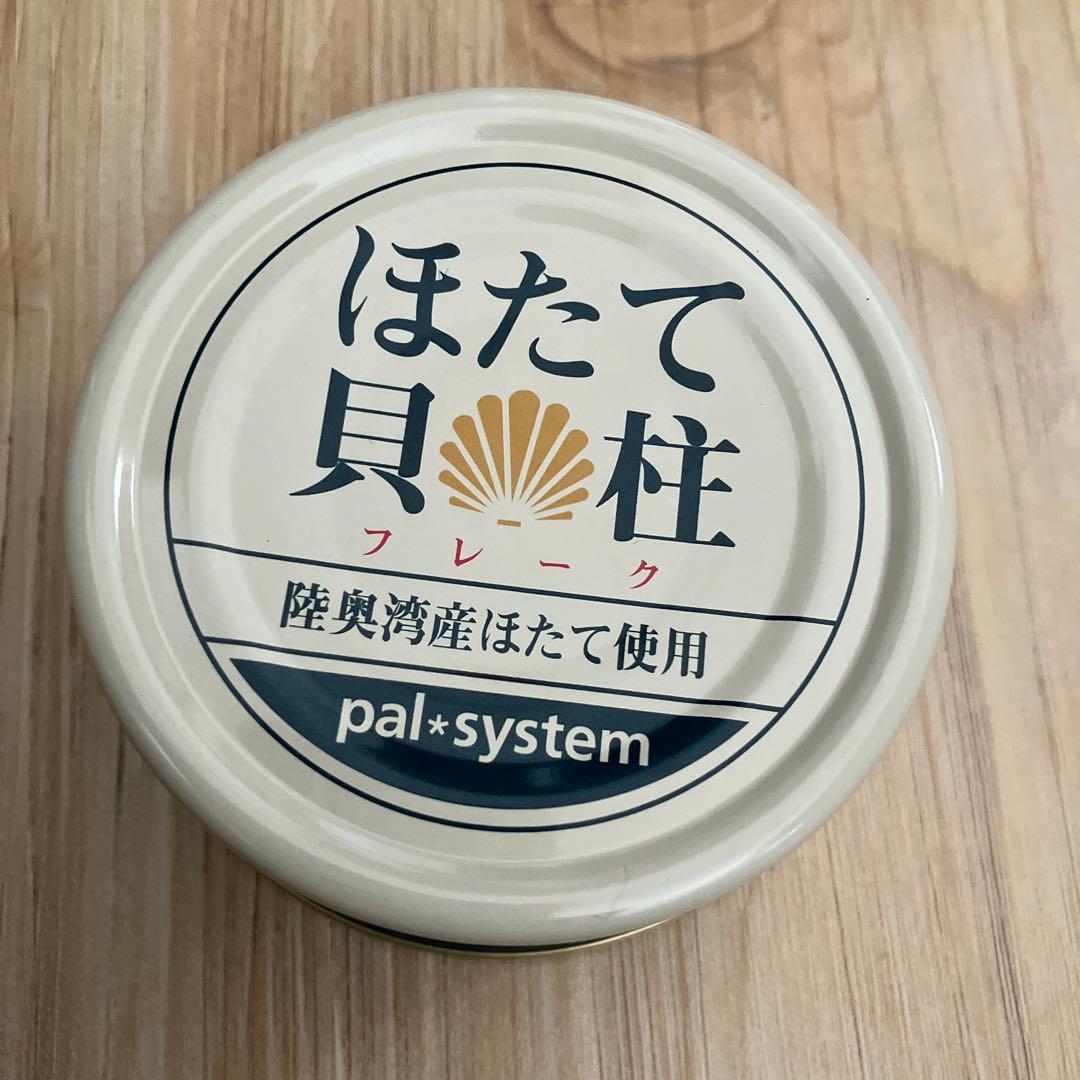 ほたて
貝柱
フレーク
陸奥湾産ほたて使用
pal*system